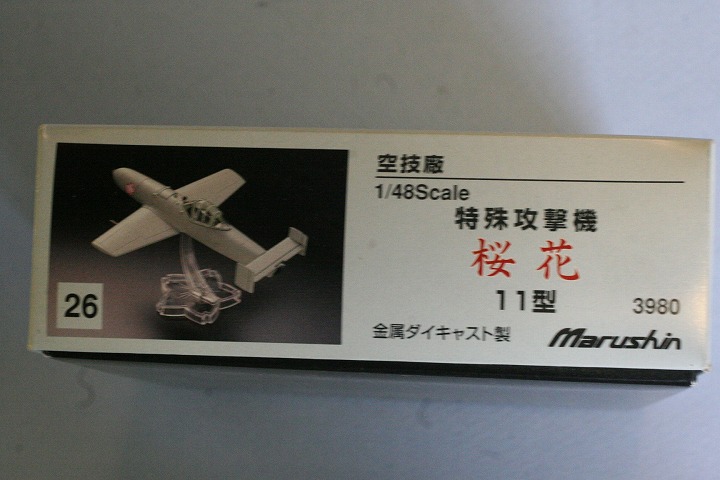 空技廠
1/48Scale
特殊攻撃機
桜花
11型
3980
金属ダイキャスト製
Marushin
26